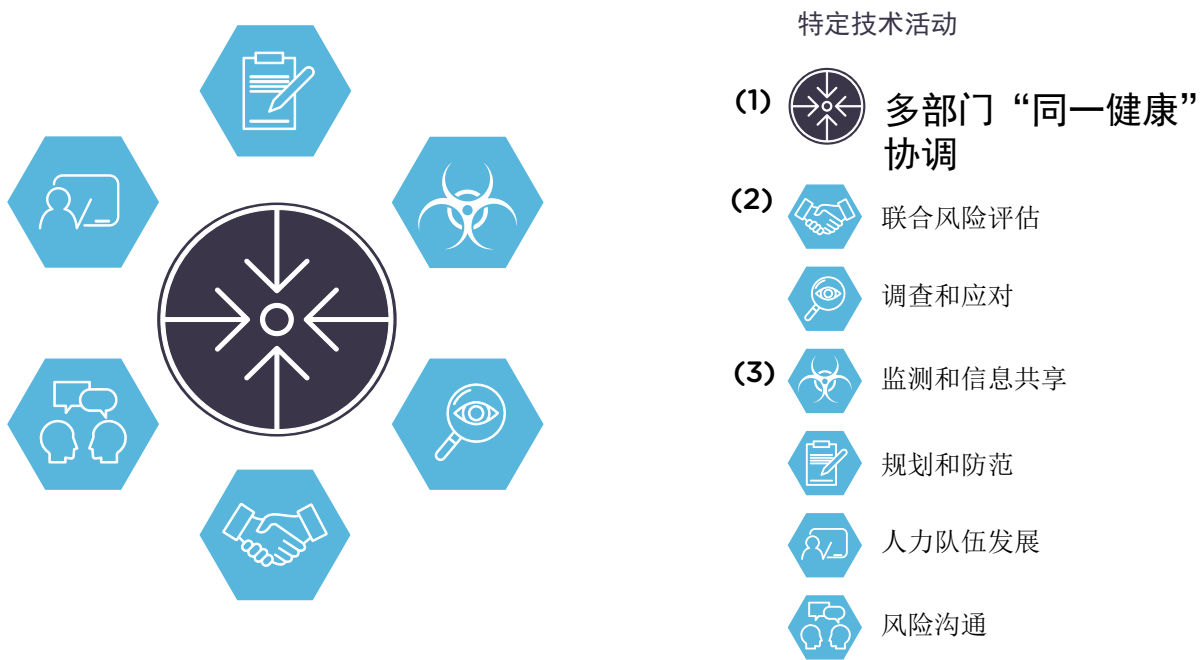 特定技术活动
(1) 多部门“同一健康”
协调
(2) 联合风险评估
调查和应对
(3) 监测和信息共享
规划和防范
人力队伍发展
风险沟通